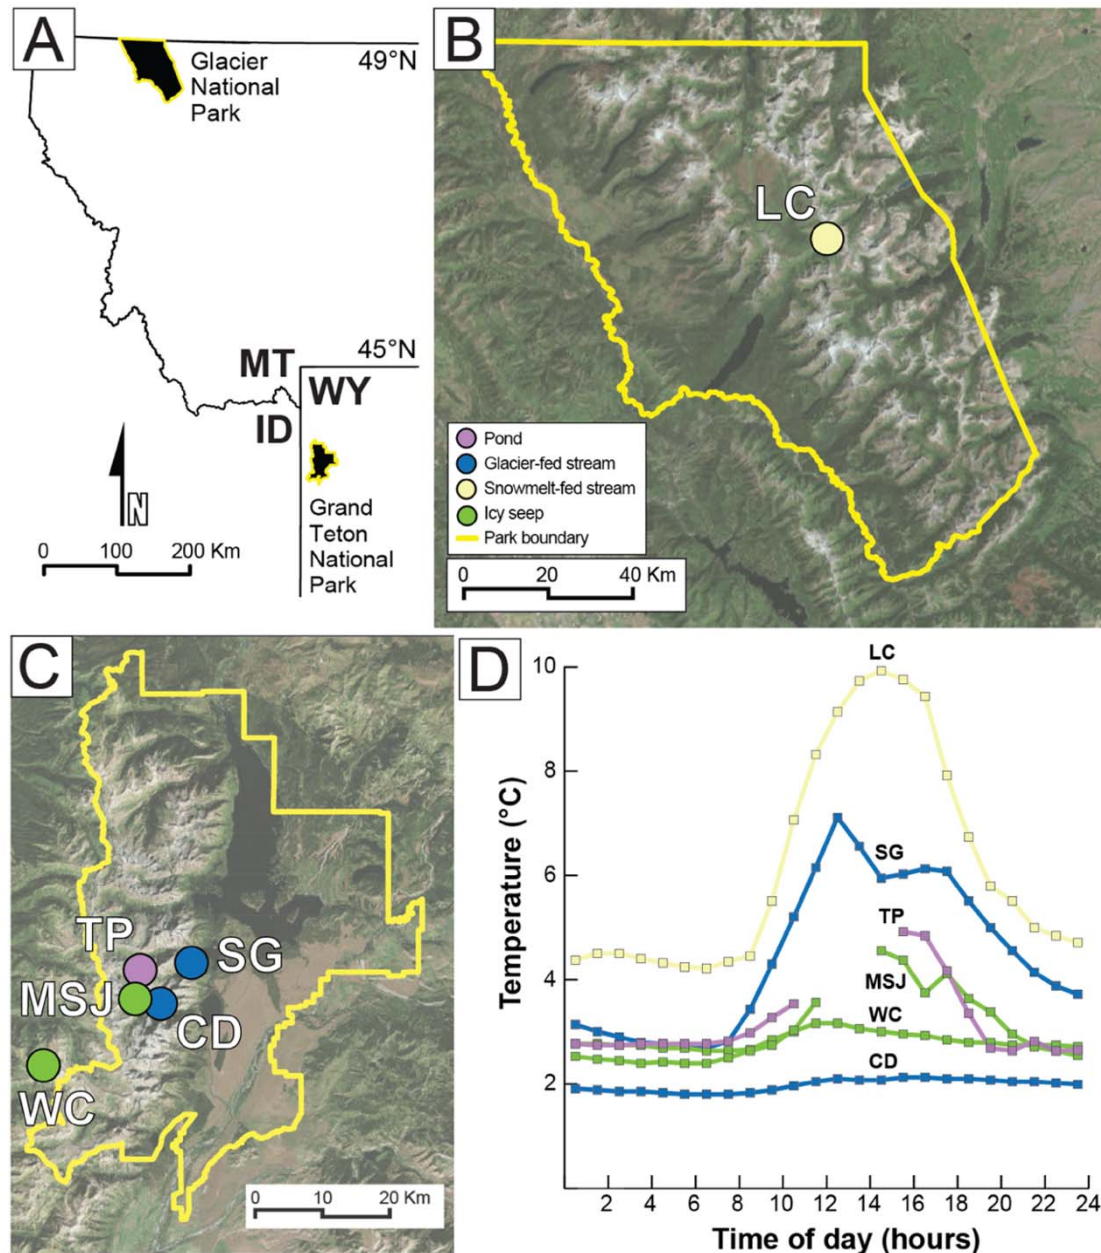 A
Glacier
National
Park
49°N
45°N
MT
WY
ID
N
Grand
Teton
National
Park
0 100 200 Km
B
LC
Pond
Glacier-fed stream
Snowmelt-fed stream
Icy seep
Park boundary
0 20 40 Km
C
TP
SG
MSJ
CD
WC
0 10 20 Km
D
LC
SG
TP
MSJ
WC
CD
10
8
6
4
2
Temperature (°C)
0 2 4 6 8 10 12 14 16 18 20 22 24
Time of day (hours)